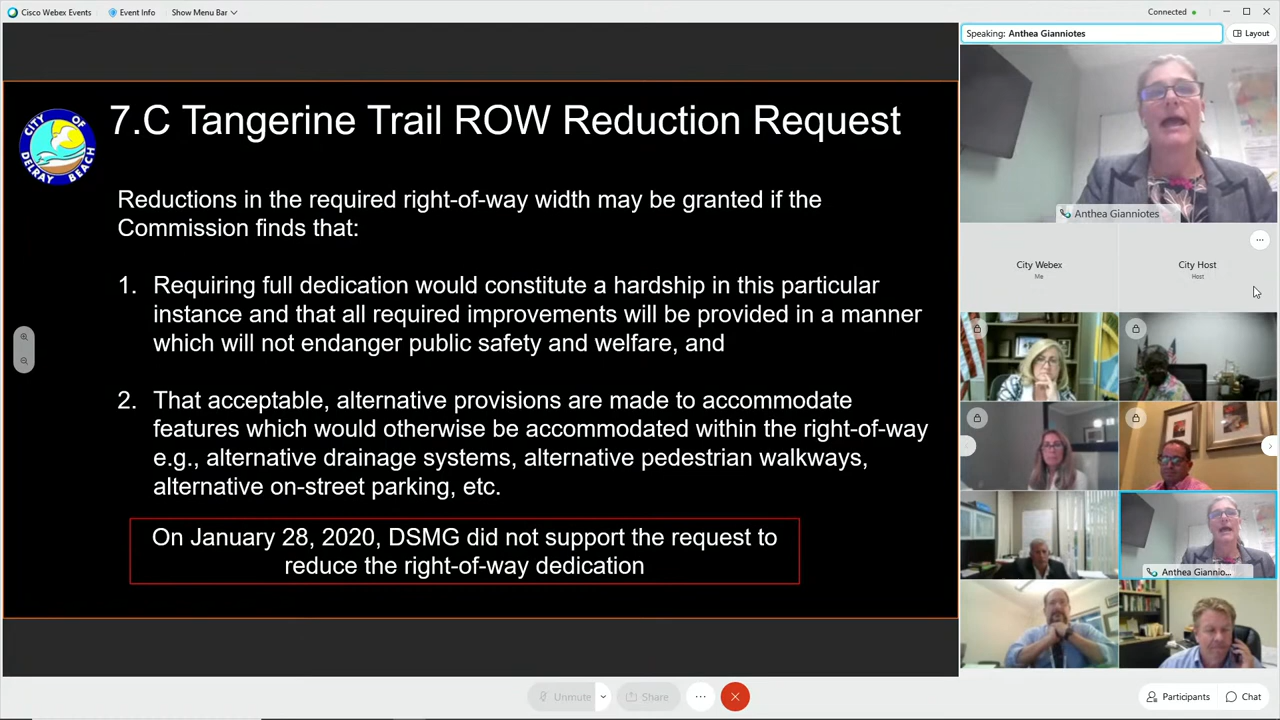 Cisco Webex Events
Event Info
Show Menu Bar
Connected
Speaking: Anthea Gianniotes
Layout
CITY OF
DELRAY BEACH
7.C Tangerine Trail ROW Reduction Request
Reductions in the required right-of-way width may be granted if the
Commission finds that:
1. Requiring full dedication would constitute a hardship in this particular
instance and that all required improvements will be provided in a manner
which will not endanger public safety and welfare, and
2. That acceptable, alternative provisions are made to accommodate
features which would otherwise be accommodated within the right-of-way
e.g., alternative drainage systems, alternative pedestrian walkways,
alternative on-street parking, etc.
On January 28, 2020, DSMG did not support the request to
reduce the right-of-way dedication
Anthea Gianniotes
City Webex
Me
City Host
Host
Anthea Giannio...
Unmute
Share
Participants
Chat